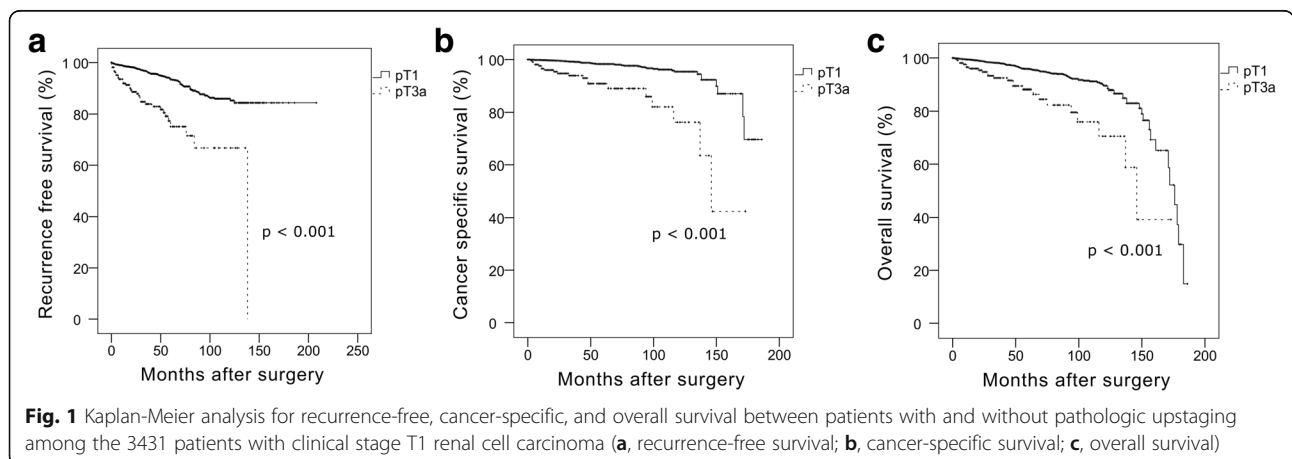 a
Recurrence free survival (%)
100
80
60
40
20
0
0 50 100 150 200 250
Months after surgery
pT1
pT3a
p < 0.001
b
Cancer specific survival (%)
100
80
60
40
20
0
0 50 100 150 200
Months after surgery
pT1
pT3a
p < 0.001
c
Overall survival (%)
100
80
60
40
20
0
0 50 100 150 200
Months after surgery
pT1
pT3a
p < 0.001
Fig. 1 Kaplan-Meier analysis for recurrence-free, cancer-specific, and overall survival between patients with and without pathologic upstaging
among the 3431 patients with clinical stage T1 renal cell carcinoma (a, recurrence-free survival; b, cancer-specific survival; c, overall survival)